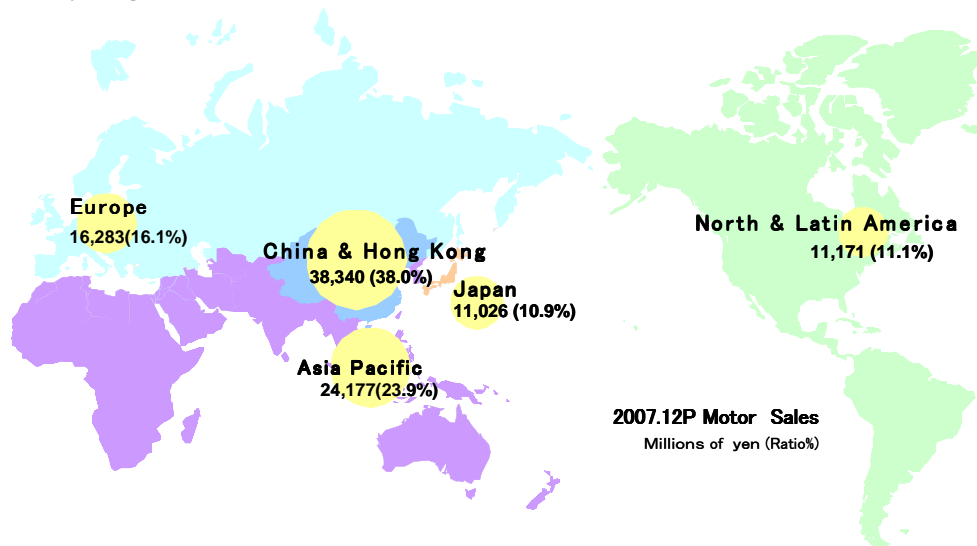 Europe
16,283(16.1%)
China & Hong Kong
38,340 (38.0%)
Japan
11,026 (10.9%)
Asia Pacific
24,177(23.9%)
North & Latin America
11,171 (11.1%)
2007.12P Motor Sales
Millions of yen (Ratio%)